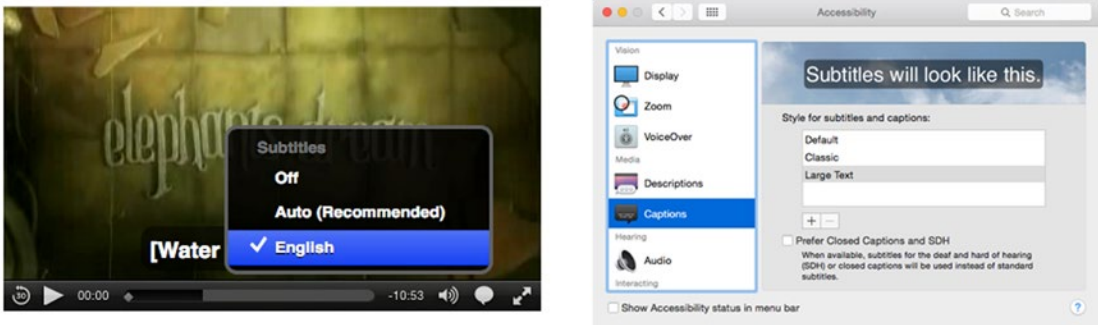 elephants dream
Subtitles
Off
Auto (Recommended)
[Water
✓ English
30
00:00
-10:53
Accessibility
Search
Vision
Display
Zoom
VoiceOver
Media
Descriptions
Captions
Hearing
Audio
Interacting
Show Accessibility status in menu bar
Subtitles will look like this.
Style for subtitles and captions:
Default
Classic
Large Text
+ −
Prefer Closed Captions and SDH
When available, subtitles for the deaf and hard of hearing
(SDH) or closed captions will be used instead of standard
subtitles.
?